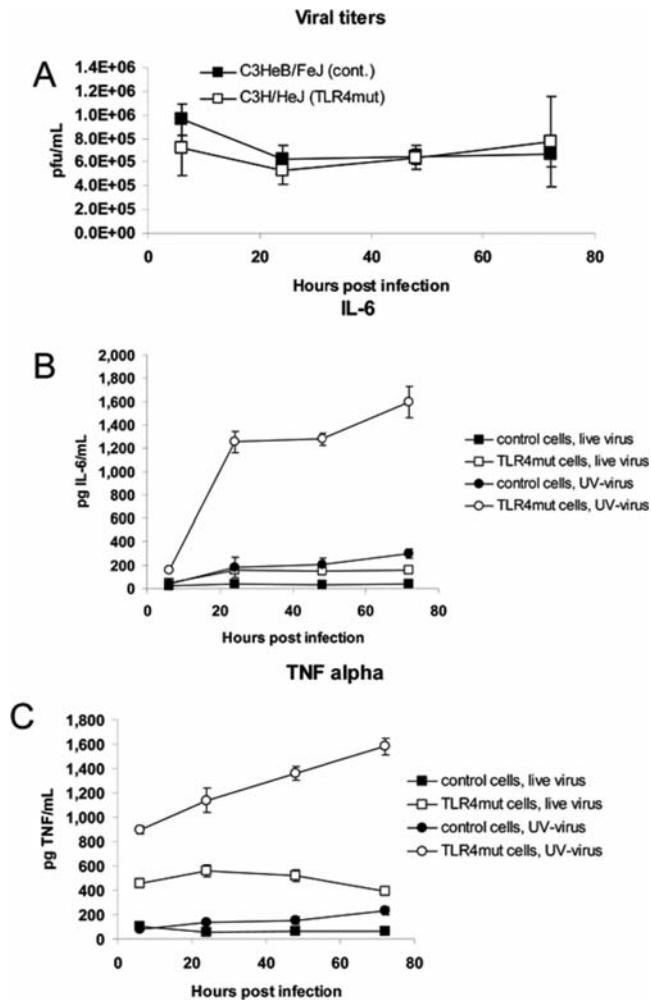 Viral titers
A
1.4E+06
1.2E+06
1.0E+06
8.0E+05
6.0E+05
4.0E+05
2.0E+05
0.0E+00
pfu/mL
C3HeB/FeJ (cont.)
C3H/HeJ (TLR4mut)
0 20 40 60 80
Hours post infection
IL-6
B
2,000
1,800
1,600
1,400
1,200
1,000
800
600
400
200
0
pg IL-6/mL
control cells, live virus
TLR4mut cells, live virus
control cells, UV-virus
TLR4mut cells, UV-virus
0 20 40 60 80
Hours post infection
TNF alpha
C
1,800
1,600
1,400
1,200
1,000
800
600
400
200
0
pg TNF/mL
control cells, live virus
TLR4mut cells, live virus
control cells, UV-virus
TLR4mut cells, UV-virus
0 20 40 60 80
Hours post infection